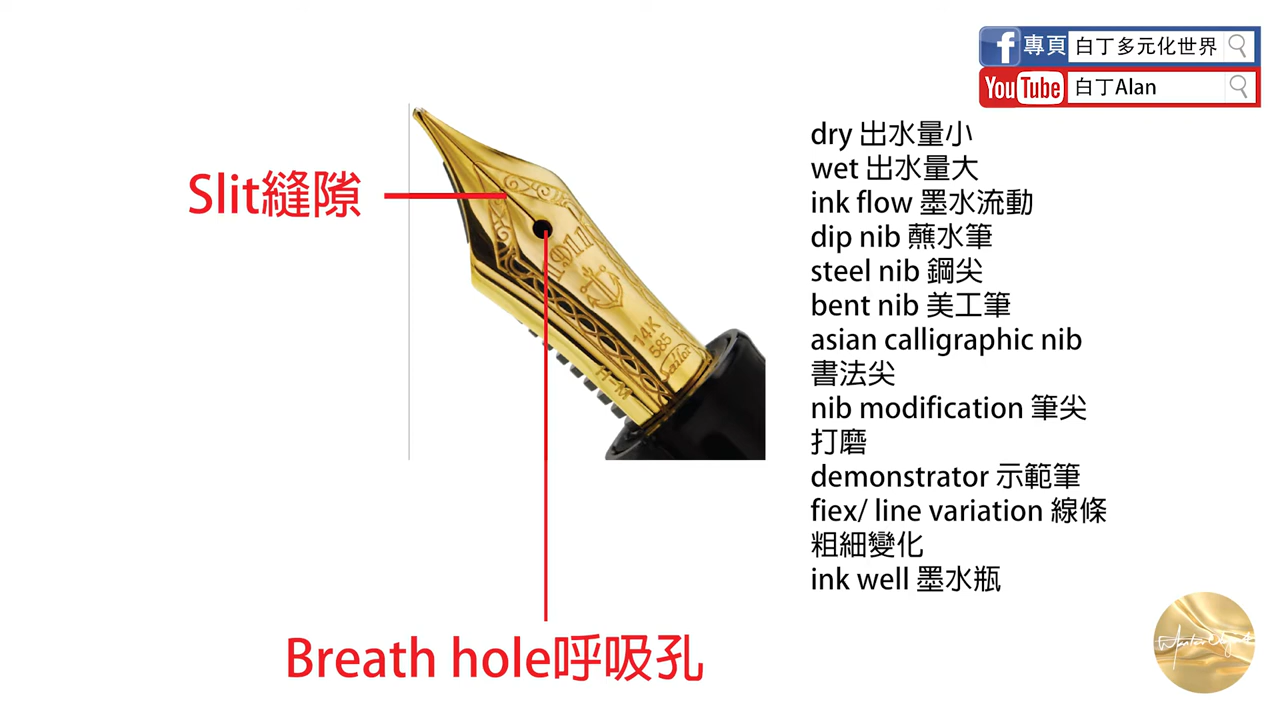 專頁 白丁多元化世界
YouTube 白丁Alan
dry 出水量小
wet 出水量大
ink flow 墨水流動
dip nib 蘸水筆
steel nib 鋼尖
bent nib 美工筆
asian calligraphic nib
書法尖
nib modification 筆尖
打磨
demonstrator 示範筆
fiex/ line variation 線條
粗細變化
ink well 墨水瓶
Slit縫隙
1911
14K
585
Sailor
H-M
Breath hole呼吸孔